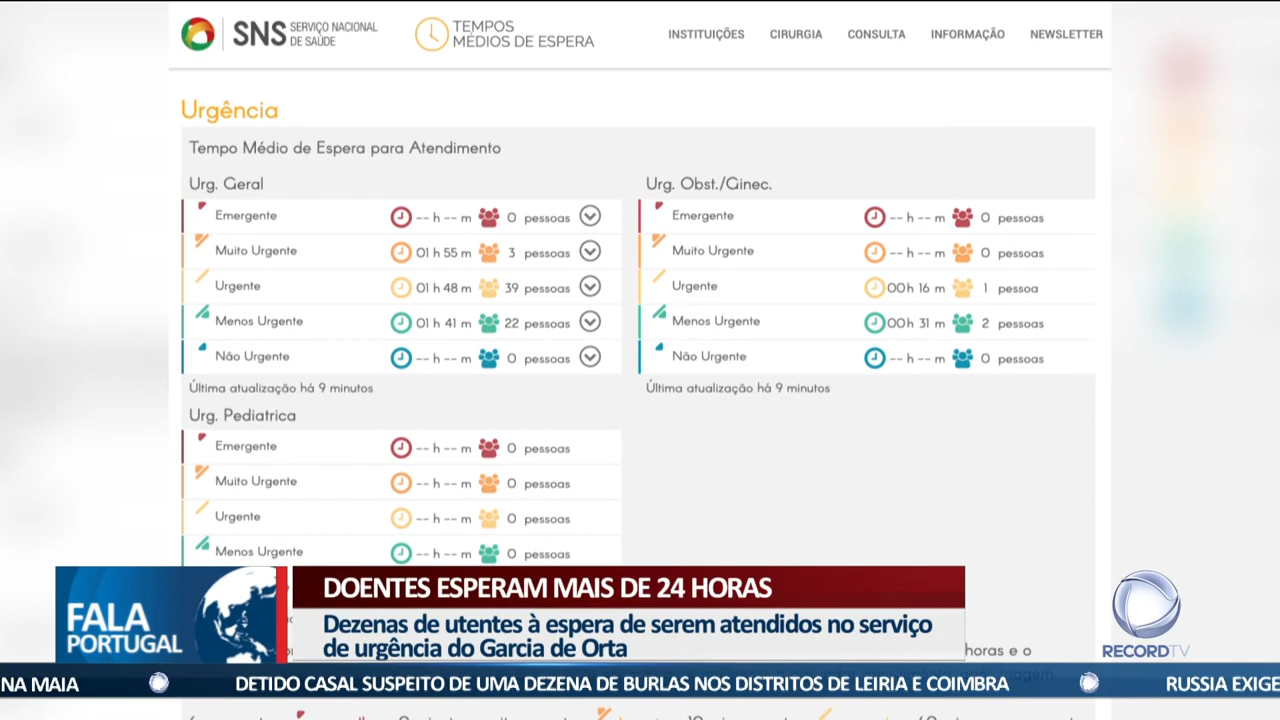 SNS SERVIÇO NACIONAL DE SAÚDE
TEMPOS MÉDIOS DE ESPERA
INSTITUIÇÕES CIRURGIA CONSULTA INFORMAÇÃO NEWSLETTER
Urgência
Tempo Médio de Espera para Atendimento
Urg. Geral
Emergente -- h -- m 0 pessoas
Muito Urgente 01 h 55 m 3 pessoas
Urgente 01 h 48 m 39 pessoas
Menos Urgente 01 h 41 m 22 pessoas
Não Urgente -- h -- m 0 pessoas
Última atualização há 9 minutos
Urg. Obst./Ginec.
Emergente -- h -- m 0 pessoas
Muito Urgente -- h -- m 0 pessoas
Urgente 00 h 16 m 1 pessoa
Menos Urgente 00 h 31 m 2 pessoas
Não Urgente -- h -- m 0 pessoas
Última atualização há 9 minutos
Urg. Pediatrica
Emergente -- h -- m 0 pessoas
Muito Urgente -- h -- m 0 pessoas
Urgente -- h -- m 0 pessoas
Menos Urgente -- h -- m 0 pessoas
horas e o
FALA
PORTUGAL
DOENTES ESPERAM MAIS DE 24 HORAS
Dezenas de utentes à espera de serem atendidos no serviço
de urgência do Garcia de Orta
RECORDTV
NA MAIA DETIDO CASAL SUSPEITO DE UMA DEZENA DE BURLAS NOS DISTRITOS DE LEIRIA E COIMBRA RUSSIA EXIGE